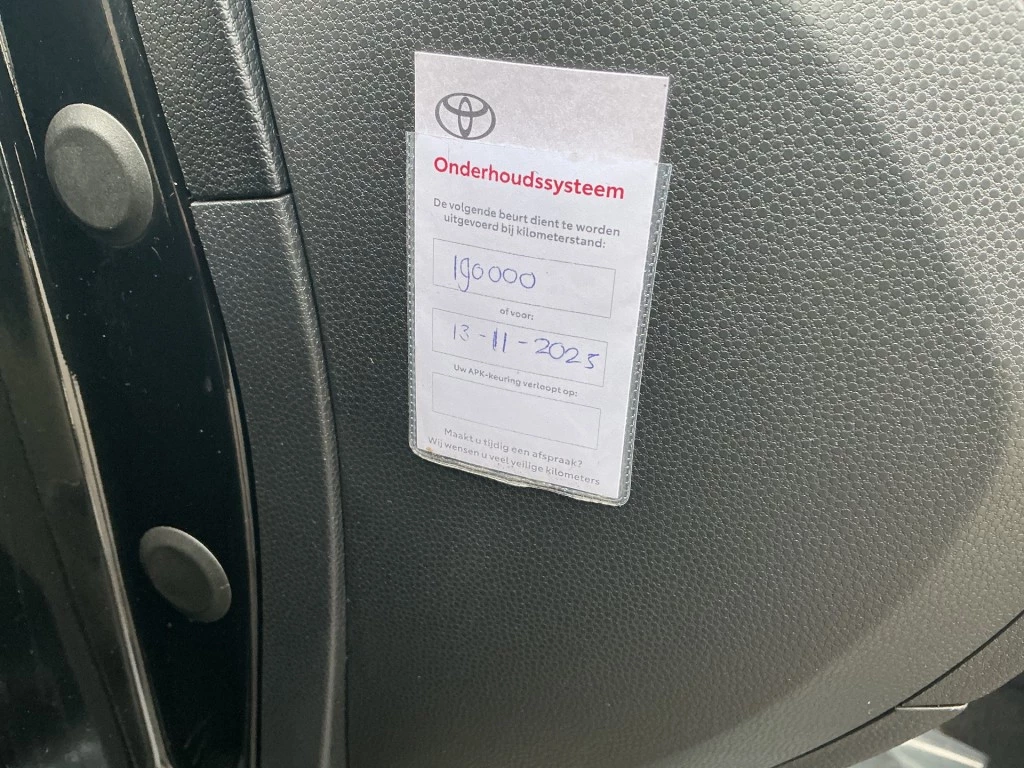 Onderhoudssysteem
De volgende beurt dient te worden
uitgevoerd bij kilometerstand:
190000
of voor:
13-11-2025
Uw APK-keuring verloopt op:
Maakt u tijdig een afspraak?
Wij wensen u veel veilige kilometers